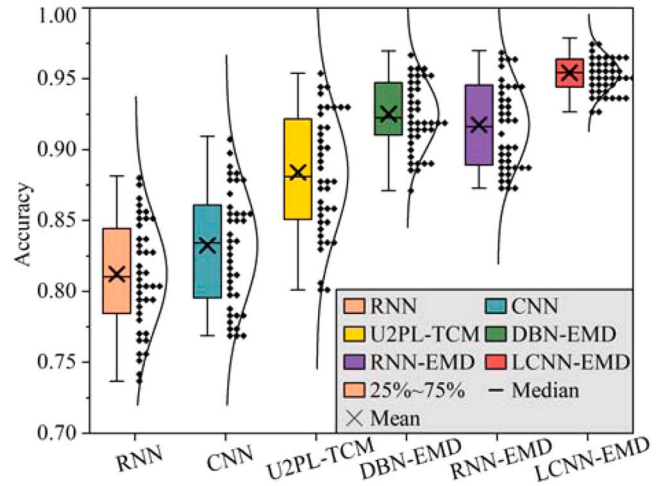 1.00
0.95
0.90
0.85
0.80
0.75
0.70
Accuracy
RNN CNN
U2PL-TCM DBN-EMD
RNN-EMD LCNN-EMD
25%~75% Median
Mean
RNN CNN U2PL-TCM DBN-EMD RNN-EMD LCNN-EMD